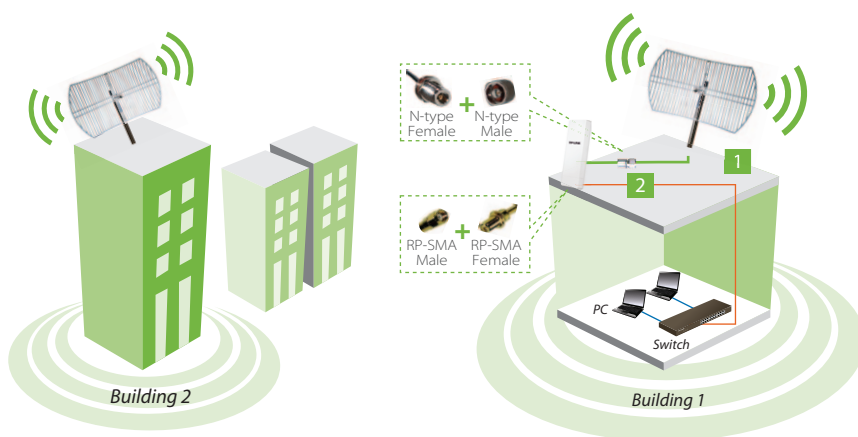 N-type
Female
+
N-type
Male
RP-SMA
Male
+
RP-SMA
Female
1
2
PC
Switch
Building 2
Building 1